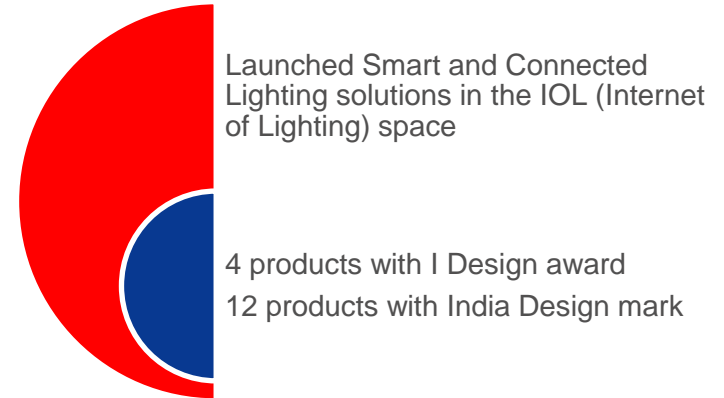 Launched Smart and Connected
Lighting solutions in the IOL (Internet
of Lighting) space
4 products with I Design award
12 products with India Design mark